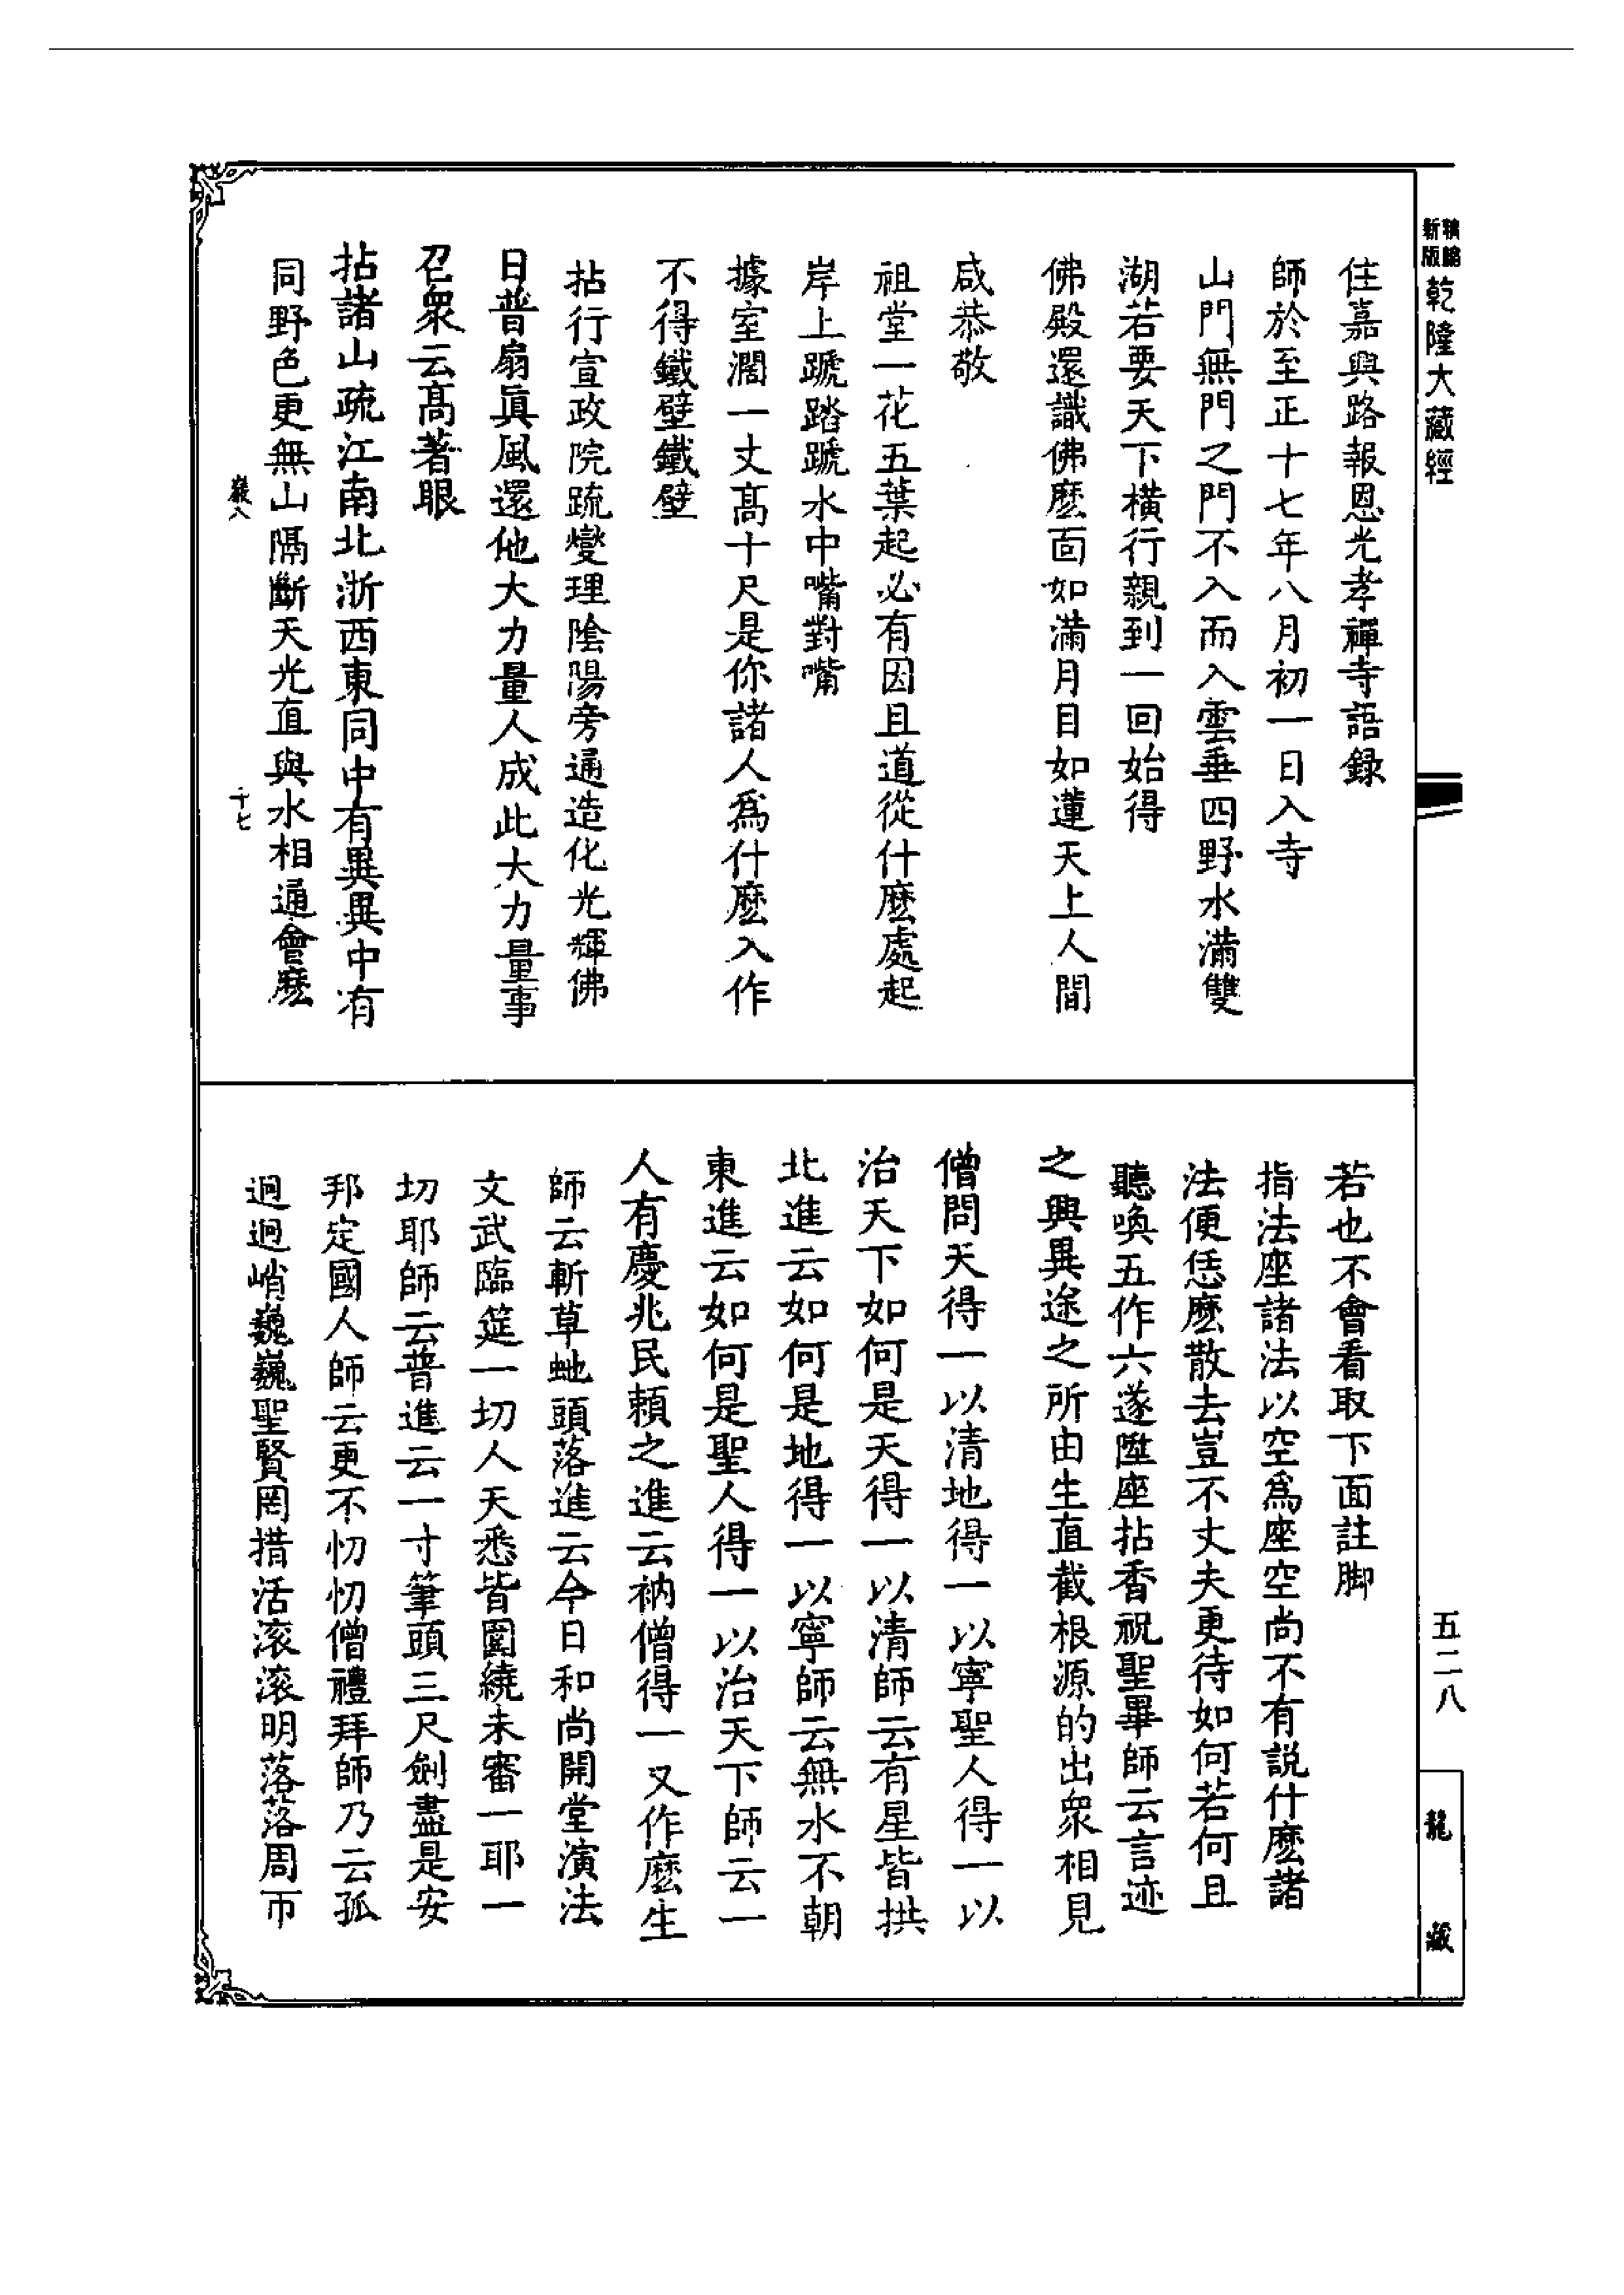 新編
縮版
乾隆大藏經
住嘉興路報恩光孝禪寺語錄
師於至正十七年八月初一日入寺
山門無門之門不入而入雲垂四野水滿雙
湖若要天下橫行親到一回始得
佛殿還識佛麽面如滿月目如蓮天上人間
咸恭敬
祖堂一花五葉起必有因且道從什麽處起
岸上蹏踏蹏水中嘴對嘴
據室濶一丈髙十尺是你諸人爲什麽入作
不得鐵壁鐵壁
拈行宣政院疏燮理陰陽旁通造化光輝佛
日普扇眞風還他大力量人成此大力量事
召衆云髙著眼
拈諸山疏江南北浙西東同中有異異中有
同野色更無山隔斷天光直與水相通會麽
巖八
十七
若也不會看取下面註脚
指法座諸法以空爲座空尚不有説什麽諸
法便恁麽散去豈不丈夫更待如何若何且
聽喚五作六遂陞座拈香祝聖畢師云言迹
之興異途之所由生直截根源的出衆相見
僧問天得一以清地得一以寧聖人得一以
治天下如何是天得一以清師云有星皆拱
北進云如何是地得一以寧師云無水不朝
東進云如何是聖人得一以治天下師云一
人有慶兆民頼之進云衲僧得一又作麽生
師云斬草虵頭落進云今日和尚開堂演法
文武臨筵一切人天悉皆圍繞未審一耶一
切耶師云普進云一寸筆頭三尺劍盡是安
邦定國人師云更不忉忉僧禮拜師乃云孤
迥迥峭巍巍聖賢罔措活滚滚明落落周帀
五二八
龍藏